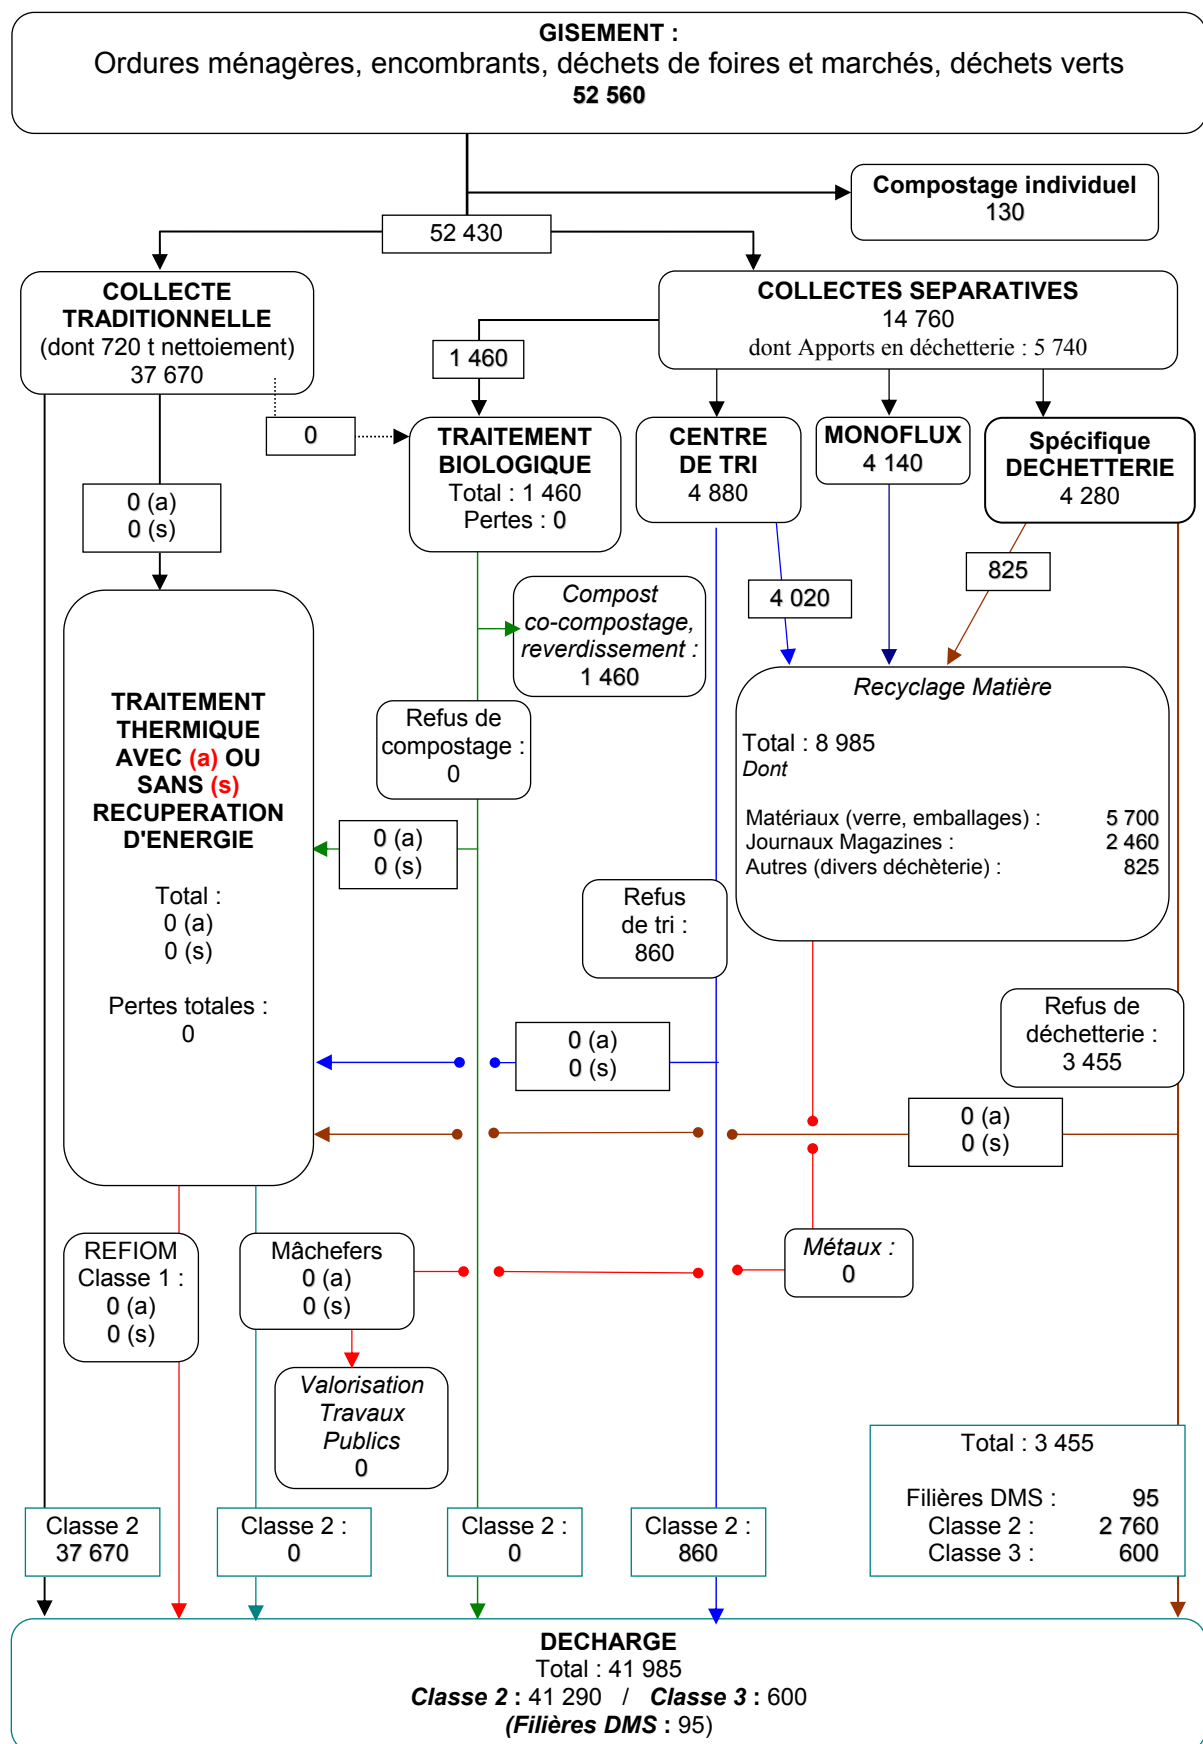 GISEMENT :
Ordures ménagères, encombrants, déchets de foires et marchés, déchets verts
52 560
Compostage individuel
130
52 430
COLLECTE
TRADITIONNELLE
(dont 720 t nettoiement)
37 670
COLLECTES SEPARATIVES
14 760
dont Apports en déchetterie : 5 740
1 460
0
TRAITEMENT
BIOLOGIQUE
Total : 1 460
Pertes : 0
CENTRE
DE TRI
4 880
MONOFLUX
4 140
Spécifique
DECHETTERIE
4 280
0 (a)
0 (s)
4 020
825
Compost
co-compostage,
reverdissement :
1 460
TRAITEMENT
THERMIQUE
AVEC (a) OU
SANS (s)
RECUPERATION
D'ENERGIE
Total :
0 (a)
0 (s)
Pertes totales :
0
Refus de
compostage :
0
0 (a)
0 (s)
Recyclage Matière
Total : 8 985
Dont
Matériaux (verre, emballages) : 5 700
Journaux Magazines : 2 460
Autres (divers déchèterie) : 825
Refus
de tri :
860
Refus de
déchetterie :
3 455
0 (a)
0 (s)
0 (a)
0 (s)
REFIOM
Classe 1 :
0 (a)
0 (s)
Mâchefers
0 (a)
0 (s)
Métaux :
0
Valorisation
Travaux
Publics
0
Total : 3 455
Filières DMS : 95
Classe 2 : 2 760
Classe 3 : 600
Classe 2
37 670
Classe 2 :
0
Classe 2 :
0
Classe 2 :
860
DECHARGE
Total : 41 985
Classe 2 : 41 290 / Classe 3 : 600
(Filières DMS : 95)